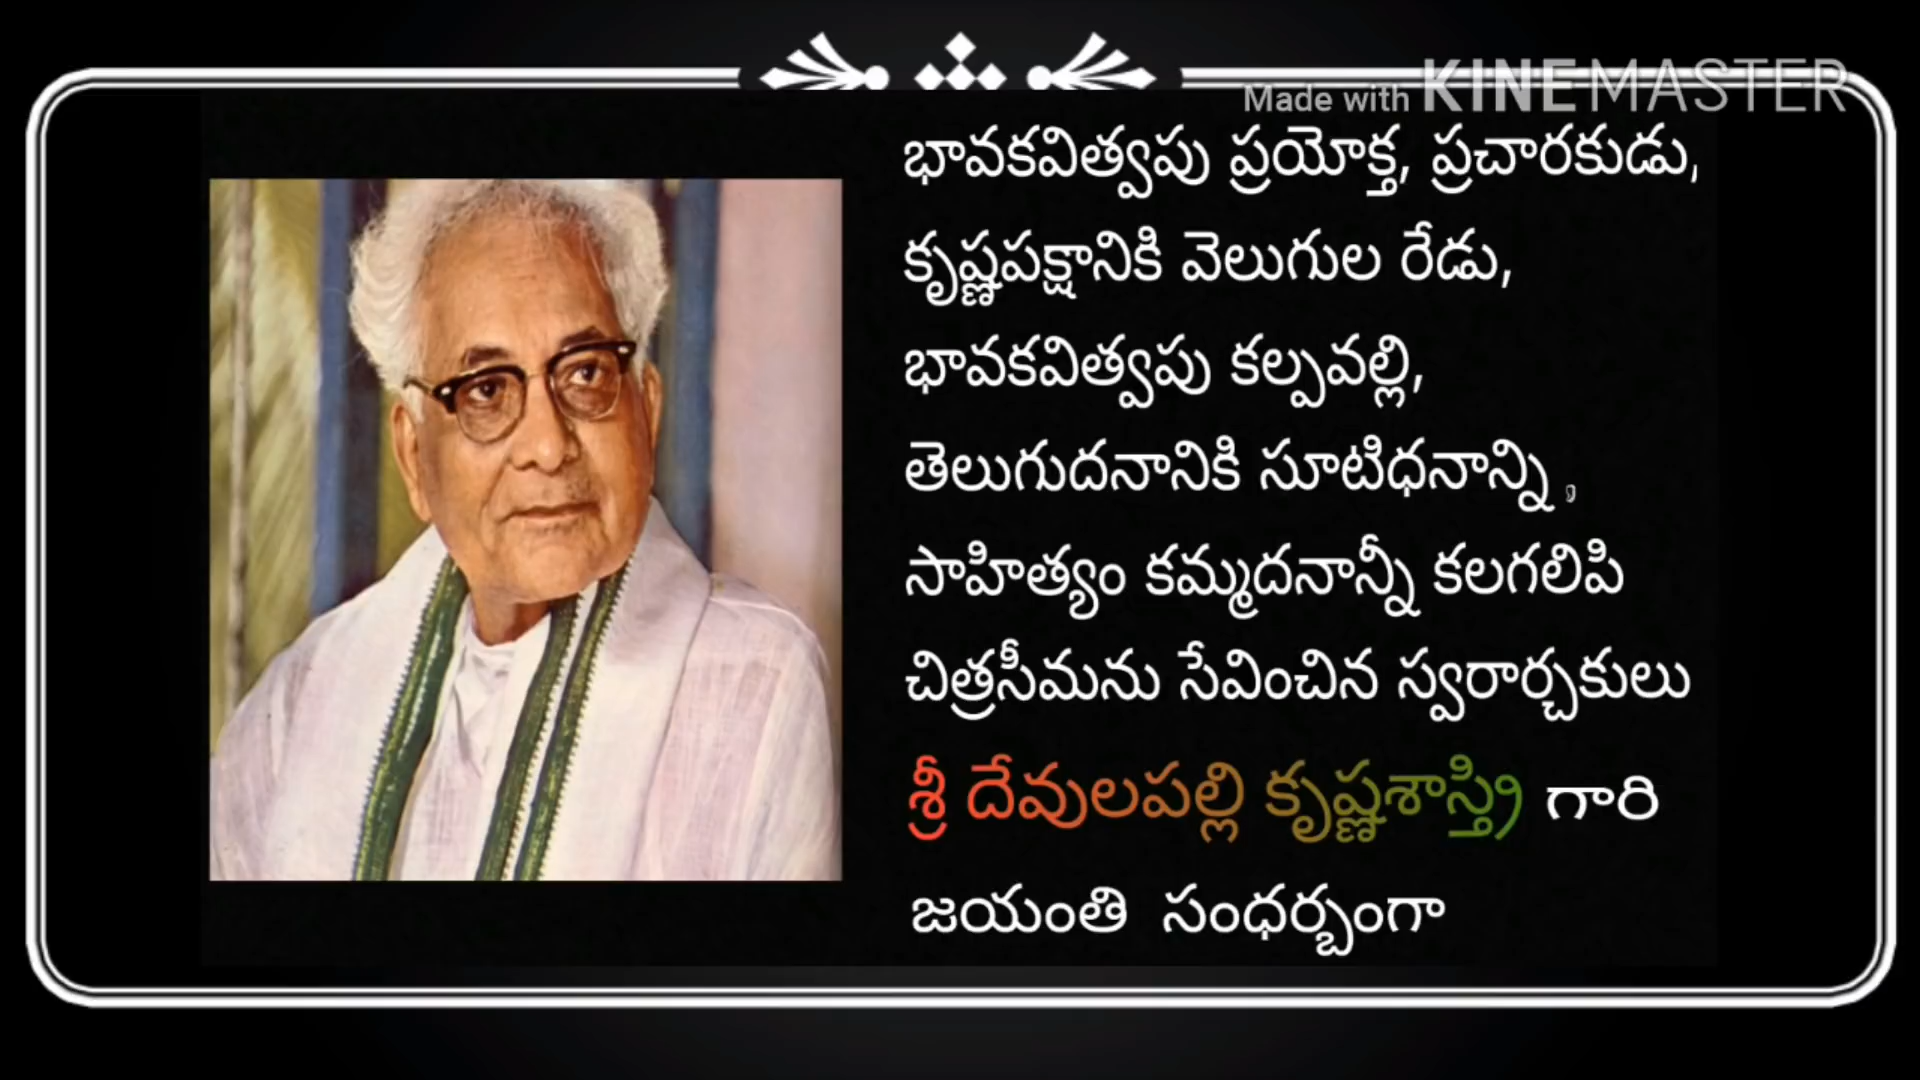 Made with KINEMASTER
భావకవిత్వపు ప్రయోక్త, ప్రచారకుడు,
కృష్ణపక్షానికి వెలుగుల రేడు,
భావకవిత్వపు కల్పవల్లి,
తెలుగుదనానికి సూటిధనాన్ని ,
సాహిత్యం కమ్మదనాన్నీ కలగలిపి
చిత్రసీమను సేవించిన స్వరార్చకులు
శ్రీ దేవులపల్లి కృష్ణశాస్త్రి గారి
జయంతి సంధర్భంగా